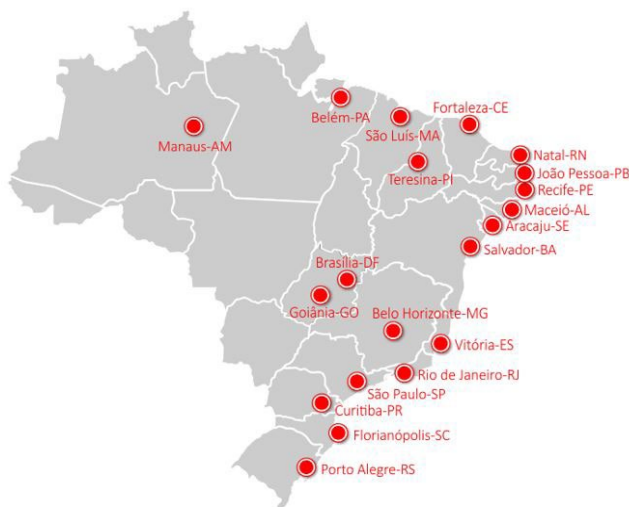 Fortaleza-CE
Belém-PA
São Luís-MA
Manaus-AM
Natal-RN
Teresina-PI
João Pessoa-PB
Recife-PE
Maceió-AL
Aracaju-SE
Salvador-BA
Brasília-DF
Goiânia-GO
Belo Horizonte-MG
Vitória-ES
Rio de Janeiro-RJ
São Paulo-SP
Curitiba-PR
Florianópolis-SC
Porto Alegre-RS